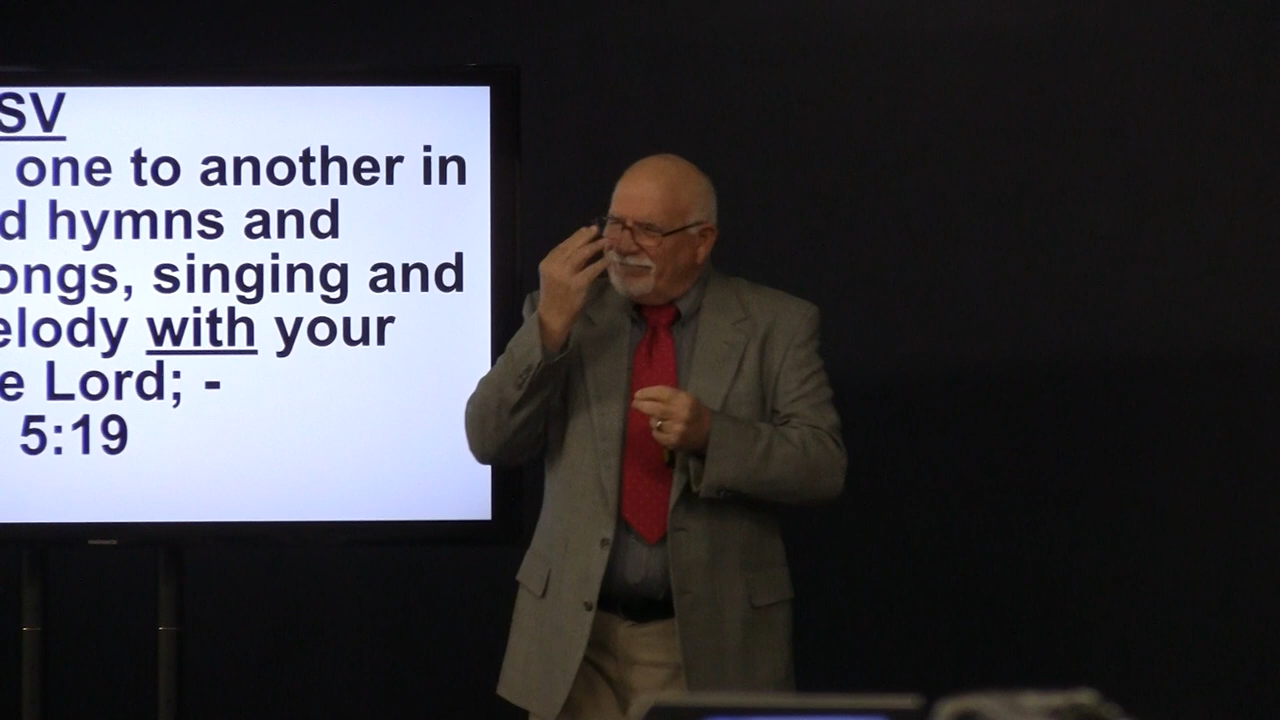 SV
one to another in
d hymns and
ongs, singing and
elody with your
e Lord; -
5:19